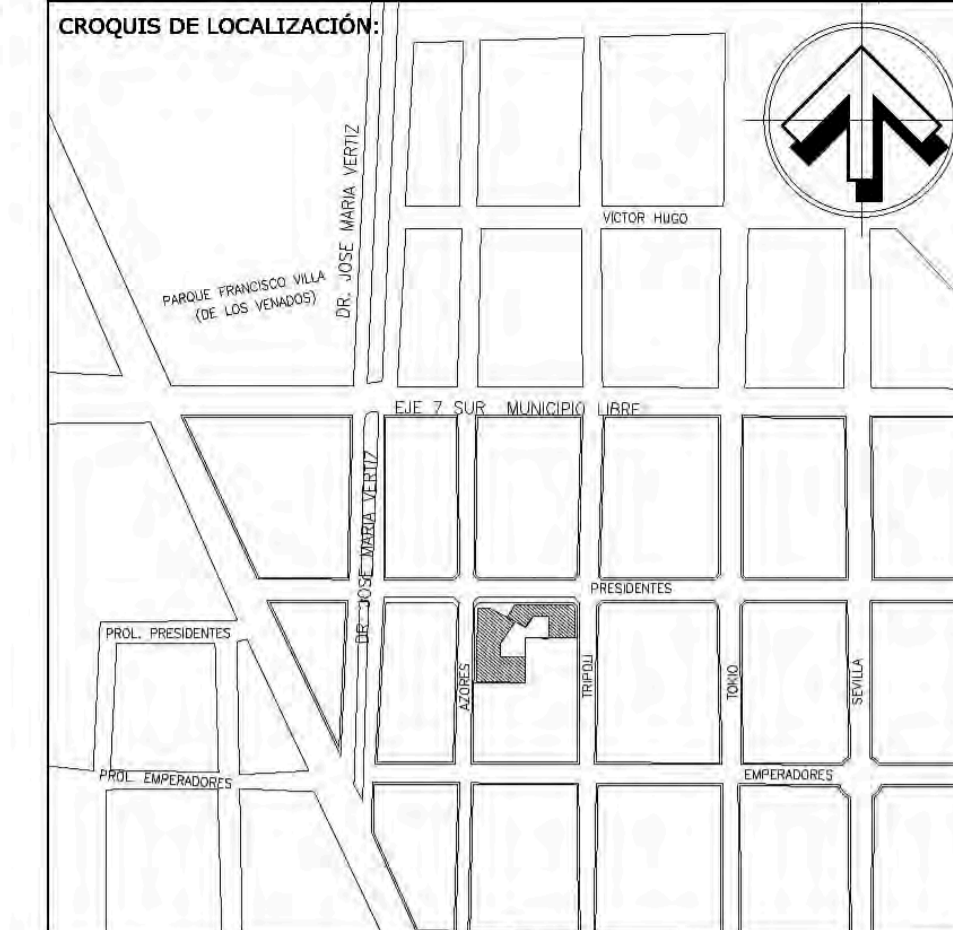 CROQUIS DE LOCALIZACIÓN:
DR. JOSE MARIA VERTIZ
VICTOR HUGO
PARQUE FRANCISCO VILLA
(DE LOS VENADOS)
EJE 7 SUR MUNICIPIO LIBRE
DR. JOSE MARIA VERTIZ
PRESIDENTES
PROL. PRESIDENTES
AZORES
TRIPOLI
TOKIO
SEVILLA
PROL. EMPERADORES
EMPERADORES